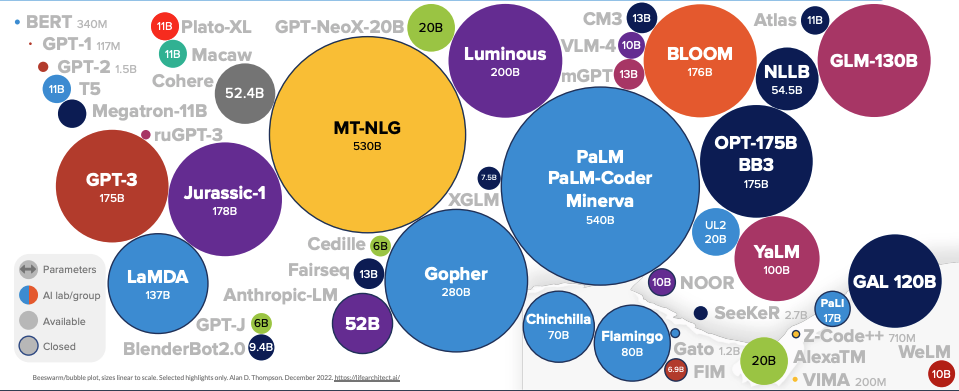 BERT 340M
GPT-1 117M
GPT-2 1.5B
11B T5
Megatron-11B
ruGPT-3
GPT-3
175B
Jurassic-1
178B
LaMDA
137B
11B Plato-XL
11B Macaw
Cohere
52.4B
GPT-NeoX-20B
20B
MT-NLG
530B
Luminous
200B
CM3 13B
VLM-4 10B
mGPT 13B
BLOOM
176B
Atlas 11B
NLLB
54.5B
GLM-130B
PaLM
PaLM-Coder
Minerva
540B
OPT-175B
BB3
175B
7.5B
XGLM
UL2
20B
YaLM
100B
GAL 120B
Cedille 6B
Fairseq 13B
Anthropic-LM
52B
GPT-J 6B
BlenderBot2.0 9.4B
Gopher
280B
10B NOOR
SeeKeR 2.7B
PaLI
17B
Chinchilla
70B
Flamingo
80B
Gato 1.2B
6.9B FIM
20B
Z-Code++ 710M
AlexaTM
VIMA 200M
WeLM
10B
Parameters
AI lab/group
Available
Closed
Beeswarm/bubble plot, sizes linear to scale. Selected highlights only. Alan D. Thompson. December 2022. https://lifearchitect.ai/